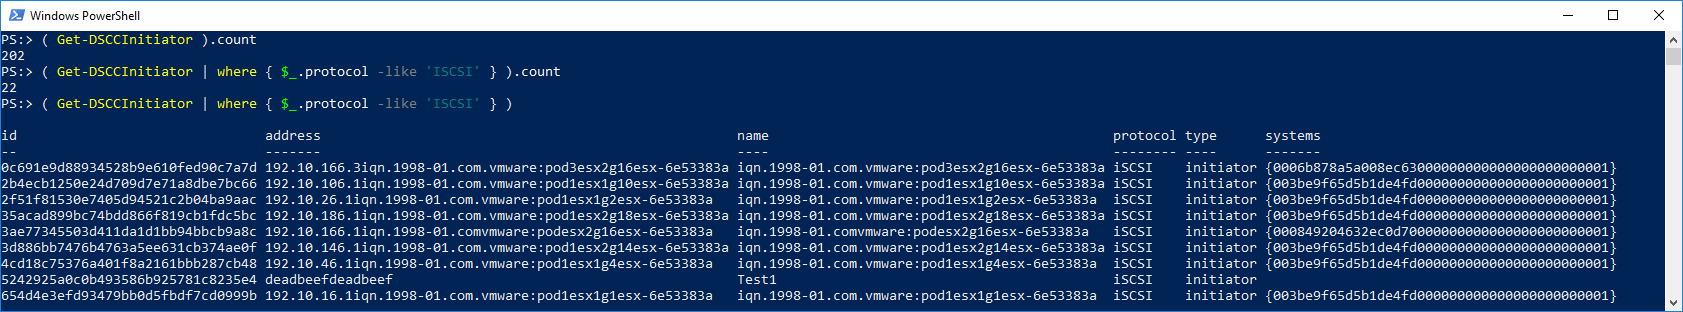 Windows PowerShell
PS:> ( Get-DSCCInitiator ).count
202
PS:> ( Get-DSCCInitiator | where { $_.protocol -like 'ISCSI' } ).count
22
PS:> ( Get-DSCCInitiator | where { $_.protocol -like 'ISCSI' } )
id address name protocol type systems
-- ------- ---- -------- ---- -------
0c691e9d88934528b9e610fed90c7a7d 192.10.166.3iqn.1998-01.com.vmware:pod3esx2g16esx-6e53383a iqn.1998-01.com.vmware:pod3esx2g16esx-6e53383a iSCSI initiator {0006b878a5a008ec63000000000000000000000001}
2b4ecb1250e24d709d7e71a8dbe7bc66 192.10.106.1iqn.1998-01.com.vmware:pod1esx1g10esx-6e53383a iqn.1998-01.com.vmware:pod1esx1g10esx-6e53383a iSCSI initiator {003be9f65d5b1de4fd000000000000000000000001}
2f51f81530e7405d94521c2b04ba9aac 192.10.26.1iqn.1998-01.com.vmware:pod1esx1g2esx-6e53383a iqn.1998-01.com.vmware:pod1esx1g2esx-6e53383a iSCSI initiator {003be9f65d5b1de4fd000000000000000000000001}
35acad899bc74bdd866f819cb1fdc5bc 192.10.186.1iqn.1998-01.com.vmware:pod1esx2g18esx-6e53383a iqn.1998-01.com.vmware:pod1esx2g18esx-6e53383a iSCSI initiator {003be9f65d5b1de4fd000000000000000000000001}
3ae77345503d411da1d1bb94bbcb9a8c 192.10.166.1iqn.1998-01.comvmware:podesx2g16esx-6e53383a iqn.1998-01.comvmware:podesx2g16esx-6e53383a iSCSI initiator {000849204632ec0d70000000000000000000000001}
3d886bb7476b4763a5ee631cb374ae0f 192.10.146.1iqn.1998-01.com.vmware:pod1esx2g14esx-6e53383a iqn.1998-01.com.vmware:pod1esx2g14esx-6e53383a iSCSI initiator {003be9f65d5b1de4fd000000000000000000000001}
4cd18c75376a401f8a2161bbb287cb48 192.10.46.1iqn.1998-01.com.vmware:pod1esx1g4esx-6e53383a iqn.1998-01.com.vmware:pod1esx1g4esx-6e53383a iSCSI initiator {003be9f65d5b1de4fd000000000000000000000001}
5242925a0c0b493586b925781c8235e4 deadbeefdeadbeef Test1 iSCSI initiator
654d4e3efd93479bb0d5fbdf7cd0999b 192.10.16.1iqn.1998-01.com.vmware:pod1esx1g1esx-6e53383a iqn.1998-01.com.vmware:pod1esx1g1esx-6e53383a iSCSI initiator {003be9f65d5b1de4fd000000000000000000000001}